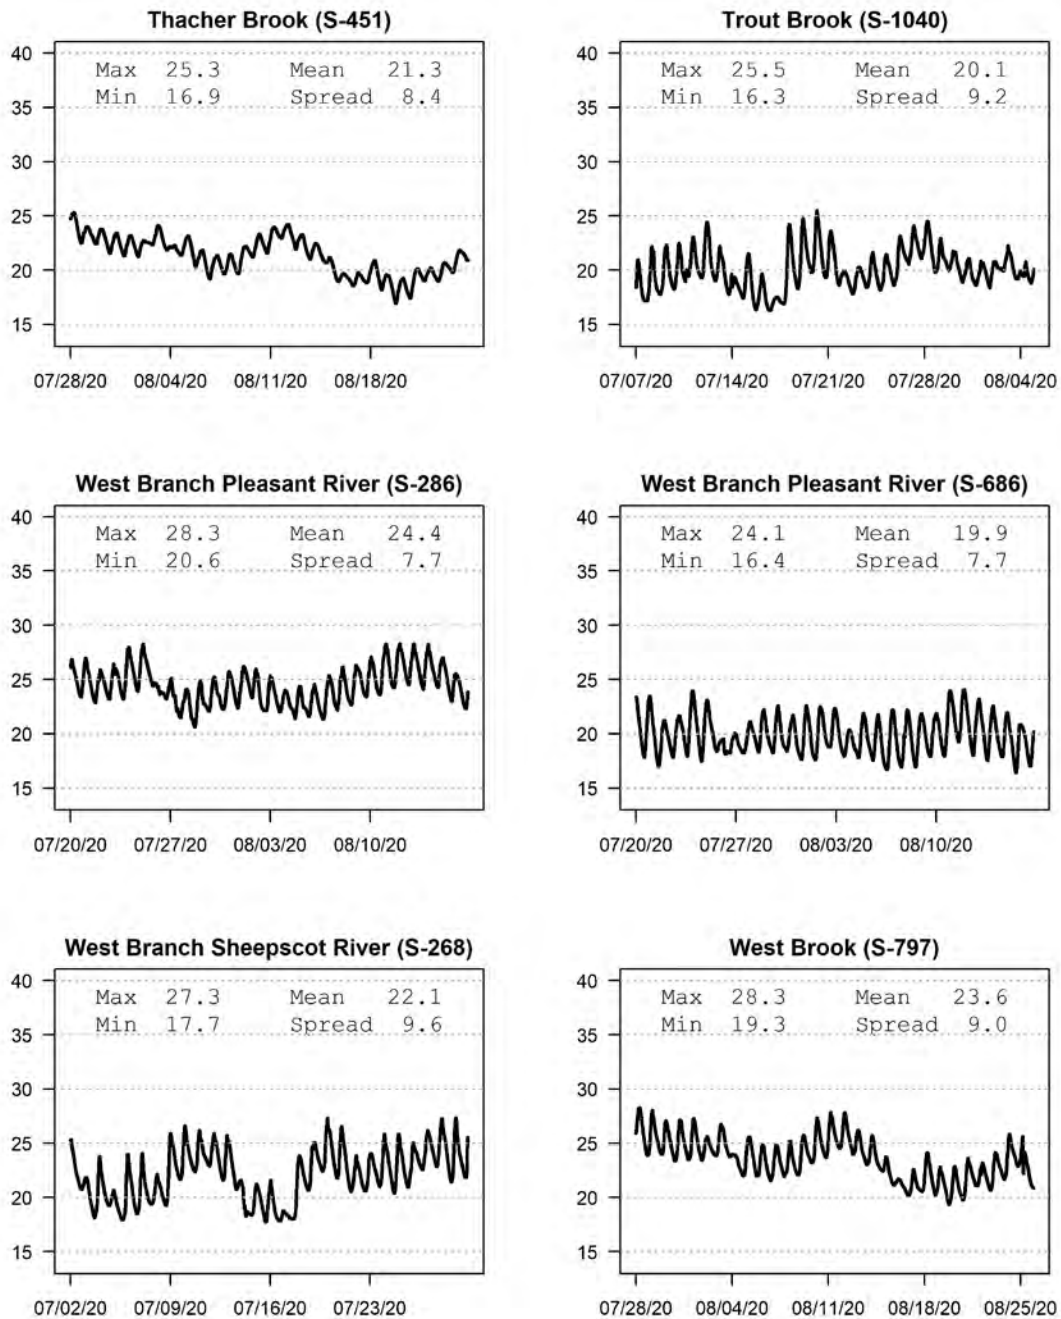 Thacher Brook (S-451)
40
35
30
25
20
15
Max 25.3 Mean 21.3
Min 16.9 Spread 8.4
07/28/20 08/04/20 08/11/20 08/18/20
Trout Brook (S-1040)
40
35
30
25
20
15
Max 25.5 Mean 20.1
Min 16.3 Spread 9.2
07/07/20 07/14/20 07/21/20 07/28/20 08/04/20
West Branch Pleasant River (S-286)
40
35
30
25
20
15
Max 28.3 Mean 24.4
Min 20.6 Spread 7.7
07/20/20 07/27/20 08/03/20 08/10/20
West Branch Pleasant River (S-686)
40
35
30
25
20
15
Max 24.1 Mean 19.9
Min 16.4 Spread 7.7
07/20/20 07/27/20 08/03/20 08/10/20
West Branch Sheepscot River (S-268)
40
35
30
25
20
15
Max 27.3 Mean 22.1
Min 17.7 Spread 9.6
07/02/20 07/09/20 07/16/20 07/23/20
West Brook (S-797)
40
35
30
25
20
15
Max 28.3 Mean 23.6
Min 19.3 Spread 9.0
07/28/20 08/04/20 08/11/20 08/18/20 08/25/20